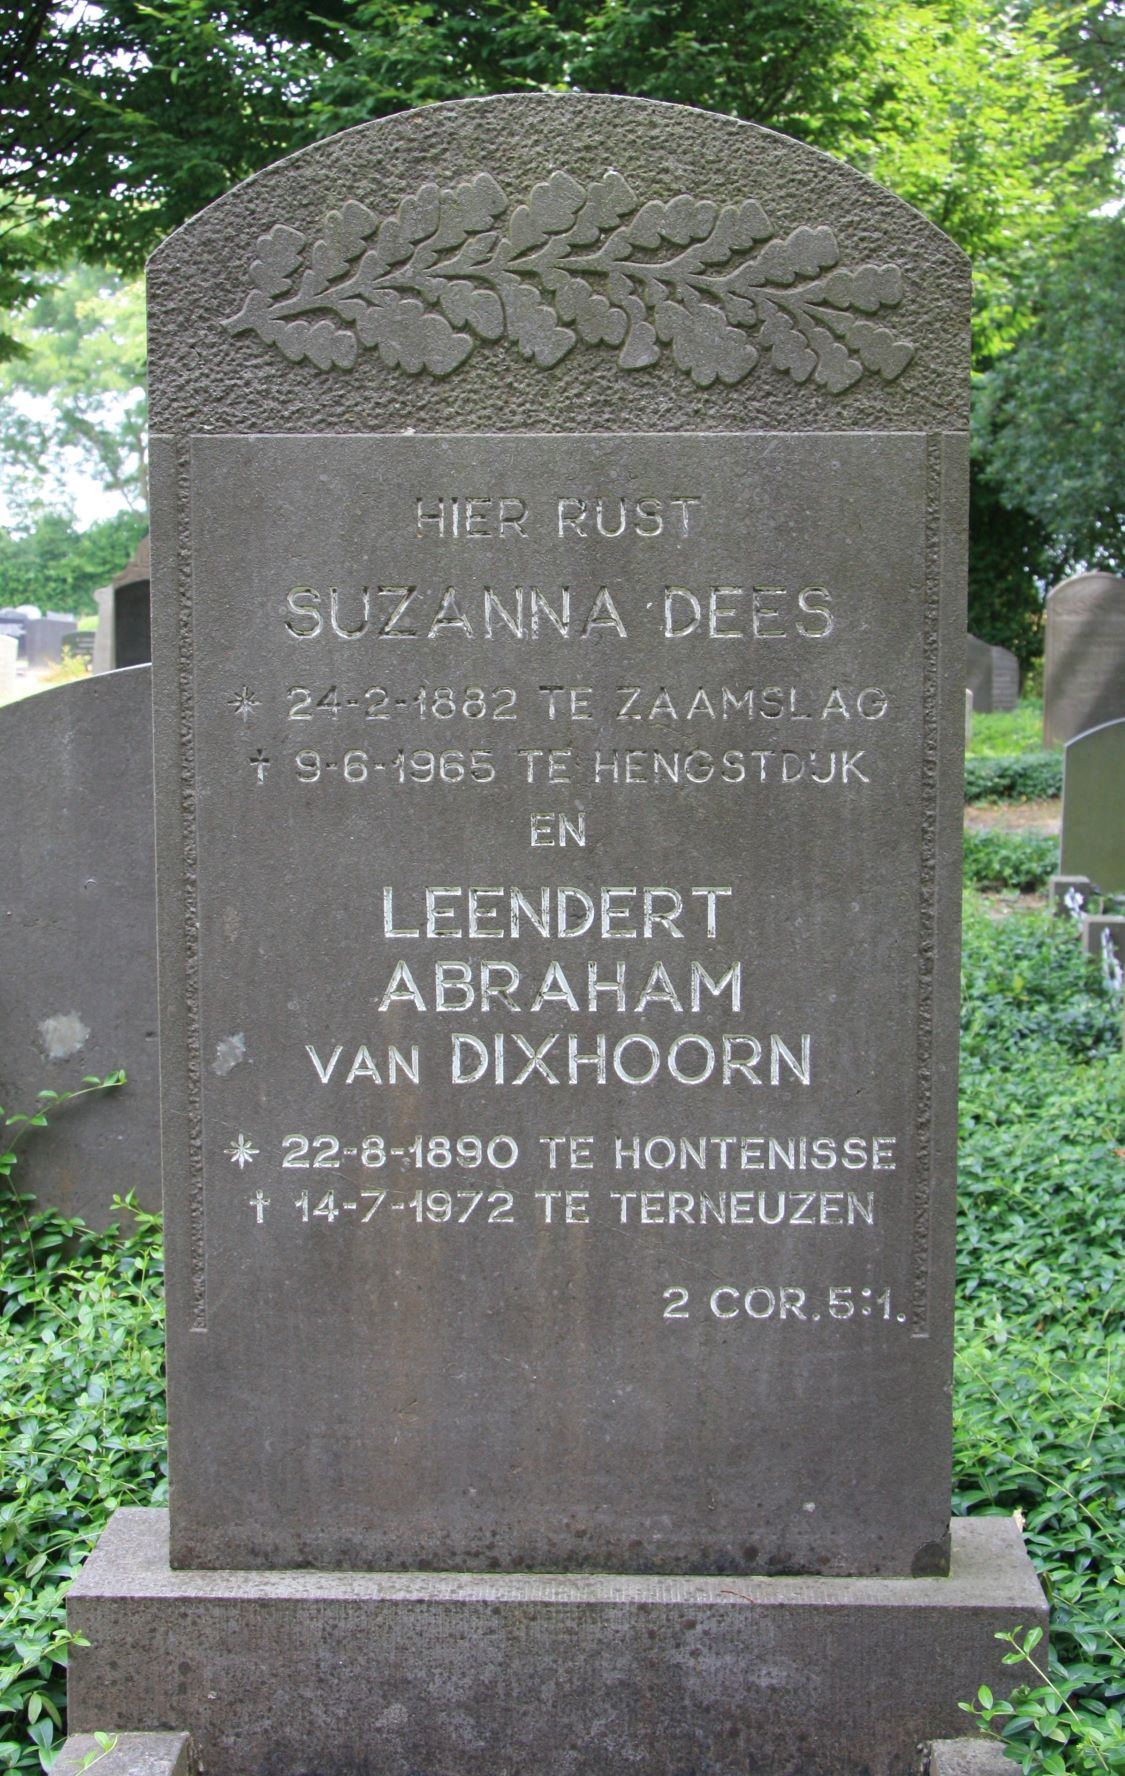 HIER RUST
SUZANNA DEES
* 24-2-1882 TE ZAAMSLAG
† 9-6-1965 TE HENGSTDIJK
EN
LEENDERT
ABRAHAM
VAN DIXHOORN
* 22-8-1890 TE HONTENISSE
† 14-7-1972 TE TERNEUZEN
2 COR. 5:1.